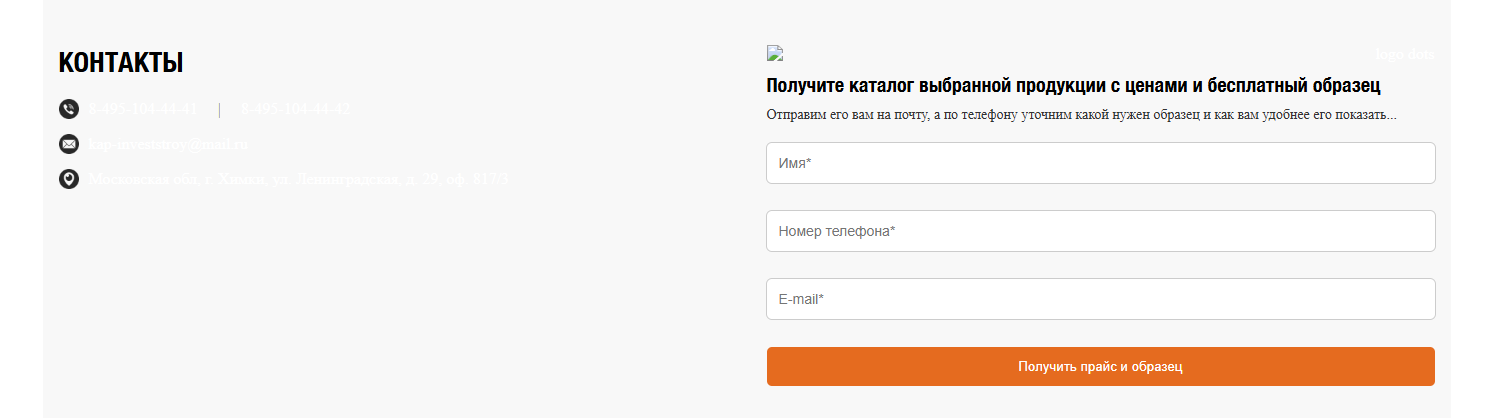 КОНТАКТЫ
8-495-104-44-41 | 8-495-104-44-42
kap-investstroy@mail.ru
Московская обл, г. Химки, ул. Ленинградская, д. 29, оф. 817/3
logo dots
Получите каталог выбранной продукции с ценами и бесплатный образец
Отправим его вам на почту, а по телефону уточним какой нужен образец и как вам удобнее его показать...
Имя*
Номер телефона*
E-mail*
Получить прайс и образец